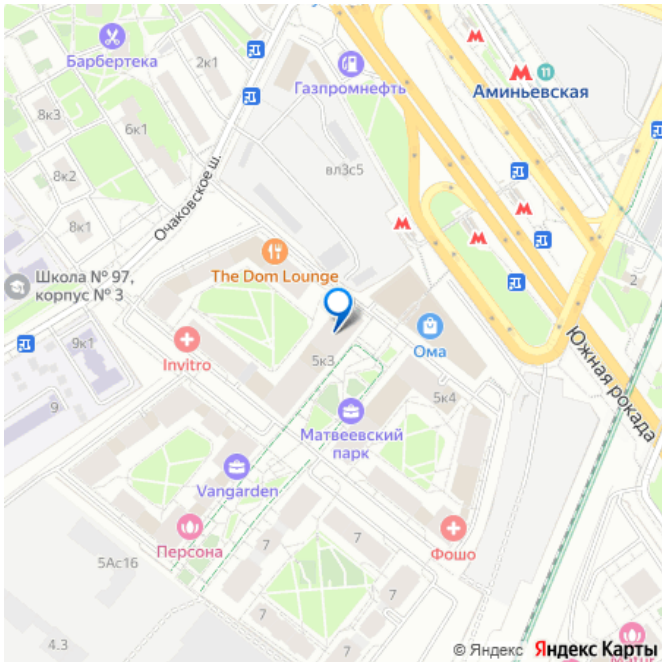 Барбертека
2к1
Газпромнефть
11
Аминьевская
8к3
6к1
8к2
вл3с5
8к1
Очаковское ш.
The Dom Lounge
Школа № 97,
корпус № 3
2
9к1
Invitro
5к3
Ома
Южная рокада
9
5к4
Матвеевский
парк
Vangarden
Персона
Фошо
7
7
5Ас16
7
7
7
4.3
© Яндекс Яндекс Карты